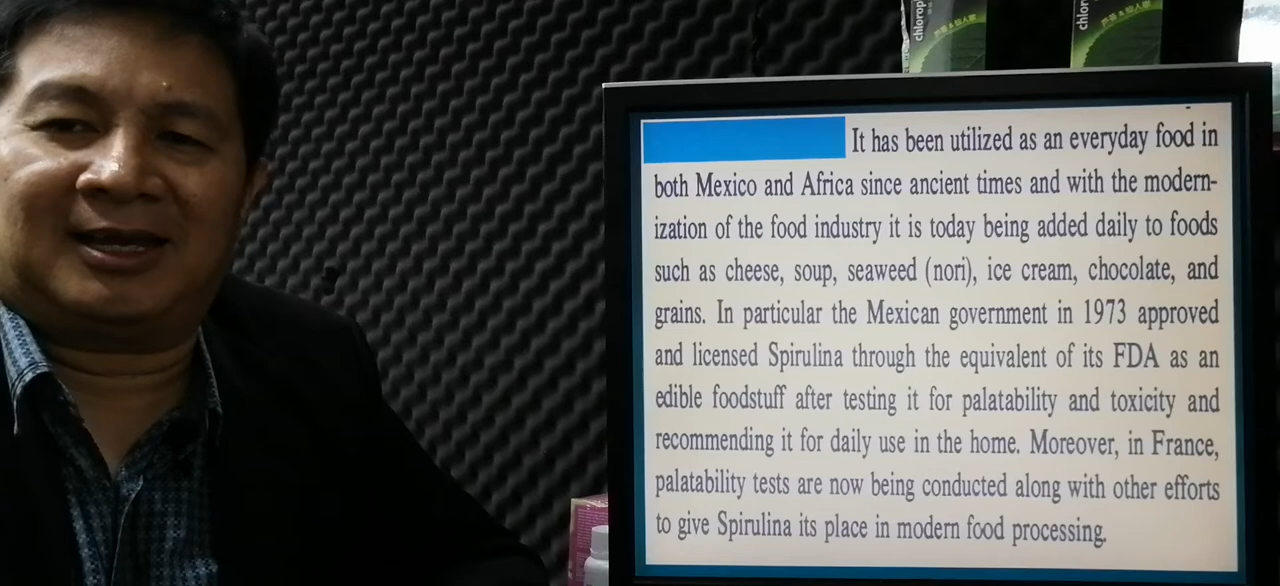 chlorop
chlorop
It has been utilized as an everyday food in
both Mexico and Africa since ancient times and with the modern-
ization of the food industry it is today being added daily to foods
such as cheese, soup, seaweed (nori), ice cream, chocolate, and
grains. In particular the Mexican government in 1973 approved
and licensed Spirulina through the equivalent of its FDA as an
edible foodstuff after testing it for palatability and toxicity and
recommending it for daily use in the home. Moreover, in France,
palatability tests are now being conducted along with other efforts
to give Spirulina its place in modern food processing.